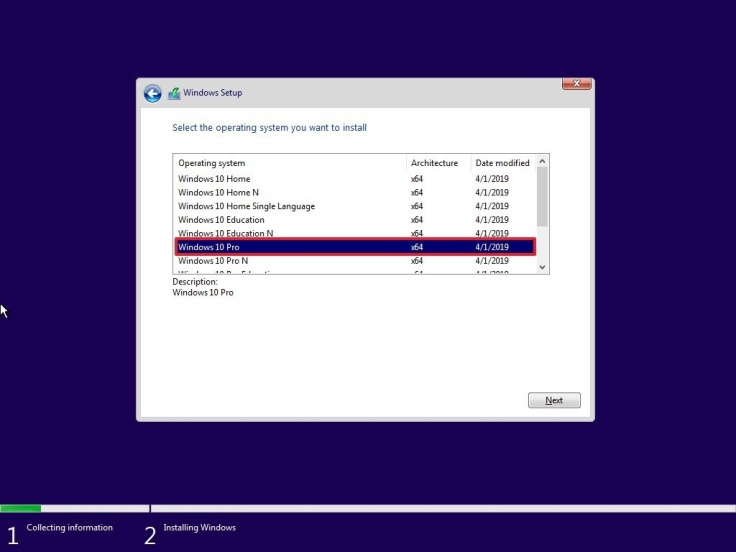 Windows Setup
Select the operating system you want to install
Operating system Architecture Date modified
Windows 10 Home x64 4/1/2019
Windows 10 Home N x64 4/1/2019
Windows 10 Home Single Language x64 4/1/2019
Windows 10 Education x64 4/1/2019
Windows 10 Education N x64 4/1/2019
Windows 10 Pro x64 4/1/2019
Windows 10 Pro N x64 4/1/2019
Description:
Windows 10 Pro
Next
1 Collecting information 2 Installing Windows